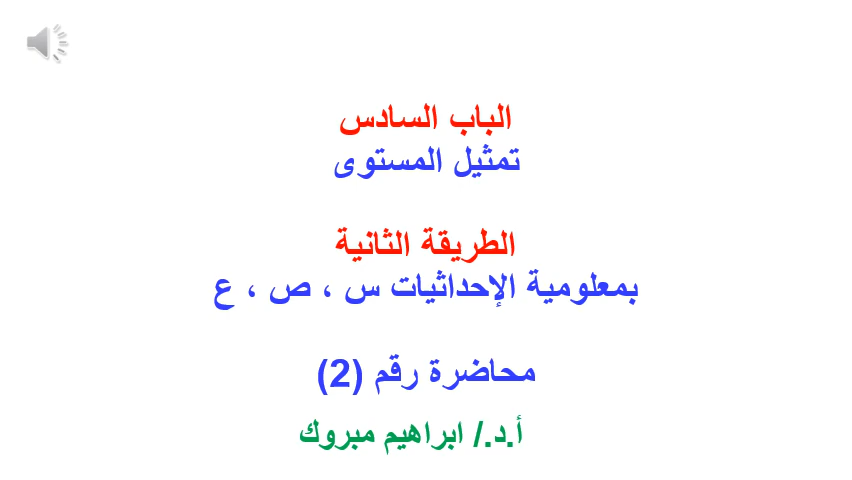 الباب السادس
تمثيل المستوى
الطريقة الثانية
بمعلومية الإحداثيات س ، ص ، ع
محاضرة رقم (2)
أ.د./ ابراهيم مبروك